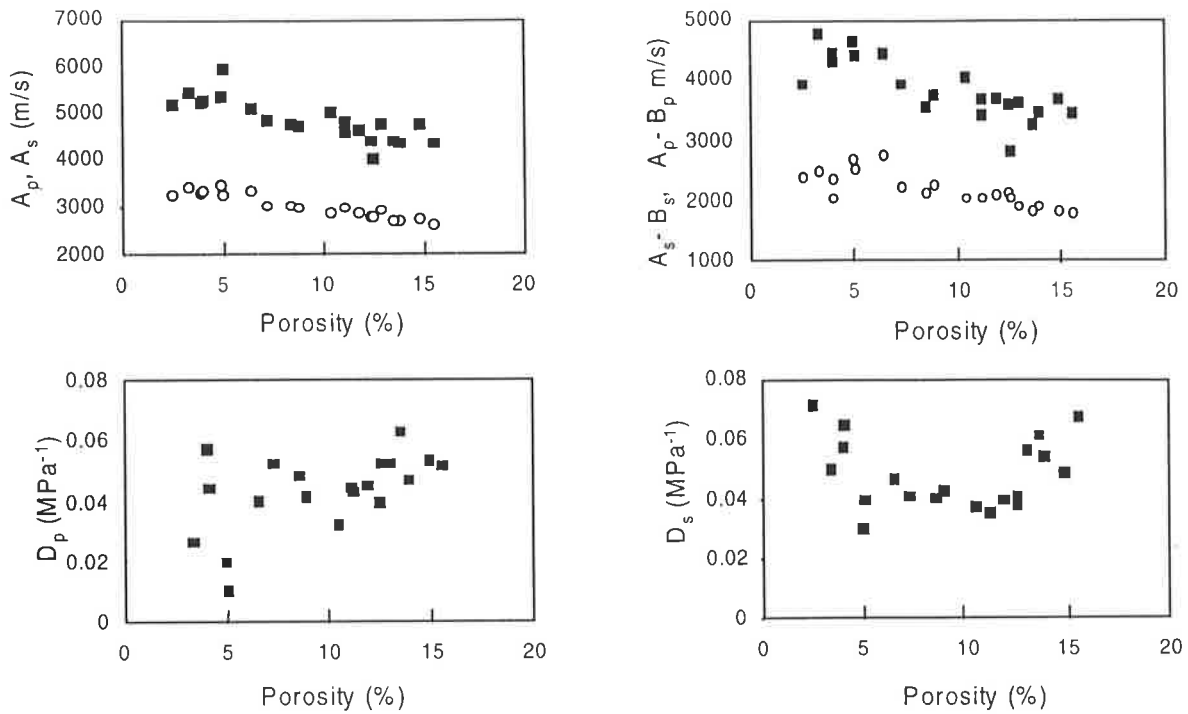 7000
6000
5000
4000
3000
2000
A_p, A_s (m/s)
0 5 10 15 20
Porosity (%)
5000
4000
3000
2000
1000
A_s- B_s, A_p- B_p m/s)
0 5 10 15 20
Porosity (%)
0.08
0.06
0.04
0.02
0
D_p (MPa⁻¹)
0 5 10 15 20
Porosity (%)
0.08
0.06
0.04
0.02
0
D_s (MPa⁻¹)
0 5 10 15 20
Porosity (%)